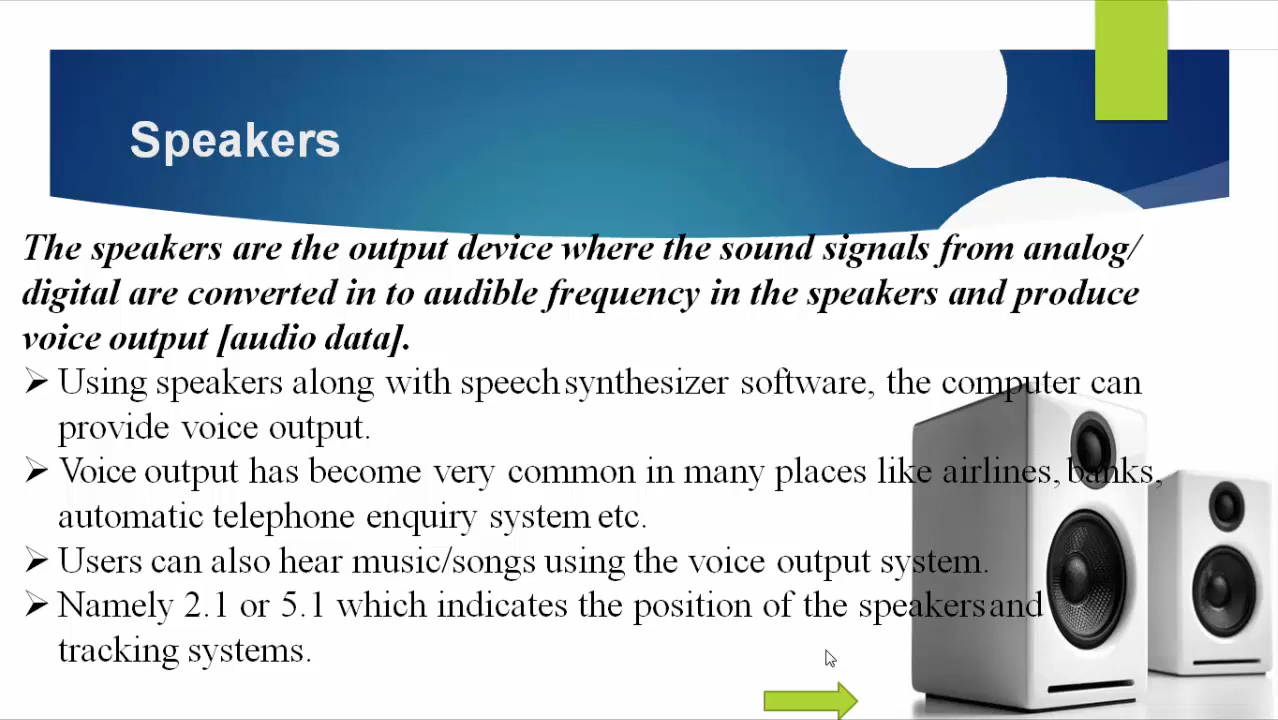 Speakers
The speakers are the output device where the sound signals from analog/
digital are converted in to audible frequency in the speakers and produce
voice output [audio data].
➢ Using speakers along with speech synthesizer software, the computer can
provide voice output.
➢ Voice output has become very common in many places like airlines, banks,
automatic telephone enquiry system etc.
➢ Users can also hear music/songs using the voice output system.
➢ Namely 2.1 or 5.1 which indicates the position of the speakers and
tracking systems.